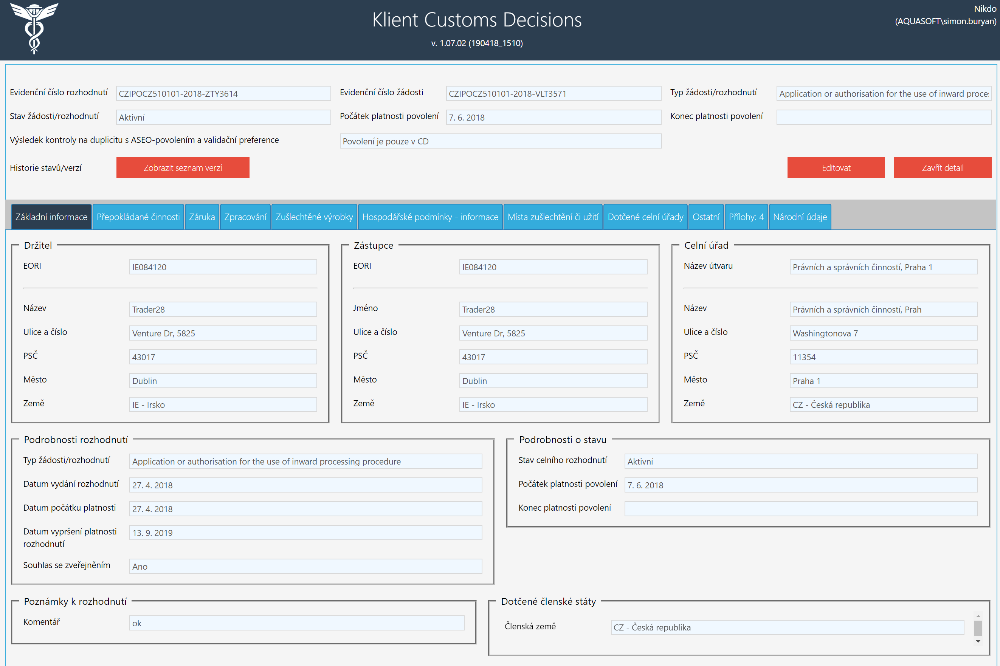 Nikdo
Klient Customs Decisions
(AQUASOFT\simon.buryan)
v. 1.07.02 (190418_1510)
Evidenční číslo rozhodnutí CZIPOCZ510101-2018-ZTY3614 Evidenční číslo žádosti CZIPOCZ510101-2018-VLT3571 Typ žádosti/rozhodnutí Application or authorisation for the use of inward proces
Stav žádosti/rozhodnutí Aktivní Počátek platnosti povolení 7. 6. 2018 Konec platnosti povolení
Výsledek kontroly na duplicitu s ASEO-povolením a validační preference Povolení je pouze v CD
Historie stavů/verzí Zobrazit seznam verzí Editovat Zavřít detail
Základní informace Přepokládané činnosti Záruka Zpracování Zušlechtěné výrobky Hospodářské podmínky - informace Místa zušlechtění či užití Dotčené celní úřady Ostatní Přílohy: 4 Národní údaje
Držitel
EORI IE084120
Název Trader28
Ulice a číslo Venture Dr, 5825
PSČ 43017
Město Dublin
Země IE - Irsko
Zástupce
EORI IE084120
Jméno Trader28
Ulice a číslo Venture Dr, 5825
PSČ 43017
Město Dublin
Země IE - Irsko
Celní úřad
Název útvaru Právních a správních činností, Praha 1
Název Právních a správních činností, Prah
Ulice a číslo Washingtonova 7
PSČ 11354
Město Praha 1
Země CZ - Česká republika
Podrobnosti rozhodnutí
Typ žádosti/rozhodnutí Application or authorisation for the use of inward processing procedure
Datum vydání rozhodnutí 27. 4. 2018
Datum počátku platnosti 27. 4. 2018
Datum vypršení platnosti 13. 9. 2019
rozhodnutí
Souhlas se zveřejněním Ano
Podrobnosti o stavu
Stav celního rozhodnutí Aktivní
Počátek platnosti povolení 7. 6. 2018
Konec platnosti povolení
Poznámky k rozhodnutí
Komentář ok
Dotčené členské státy
Členská země CZ - Česká republika